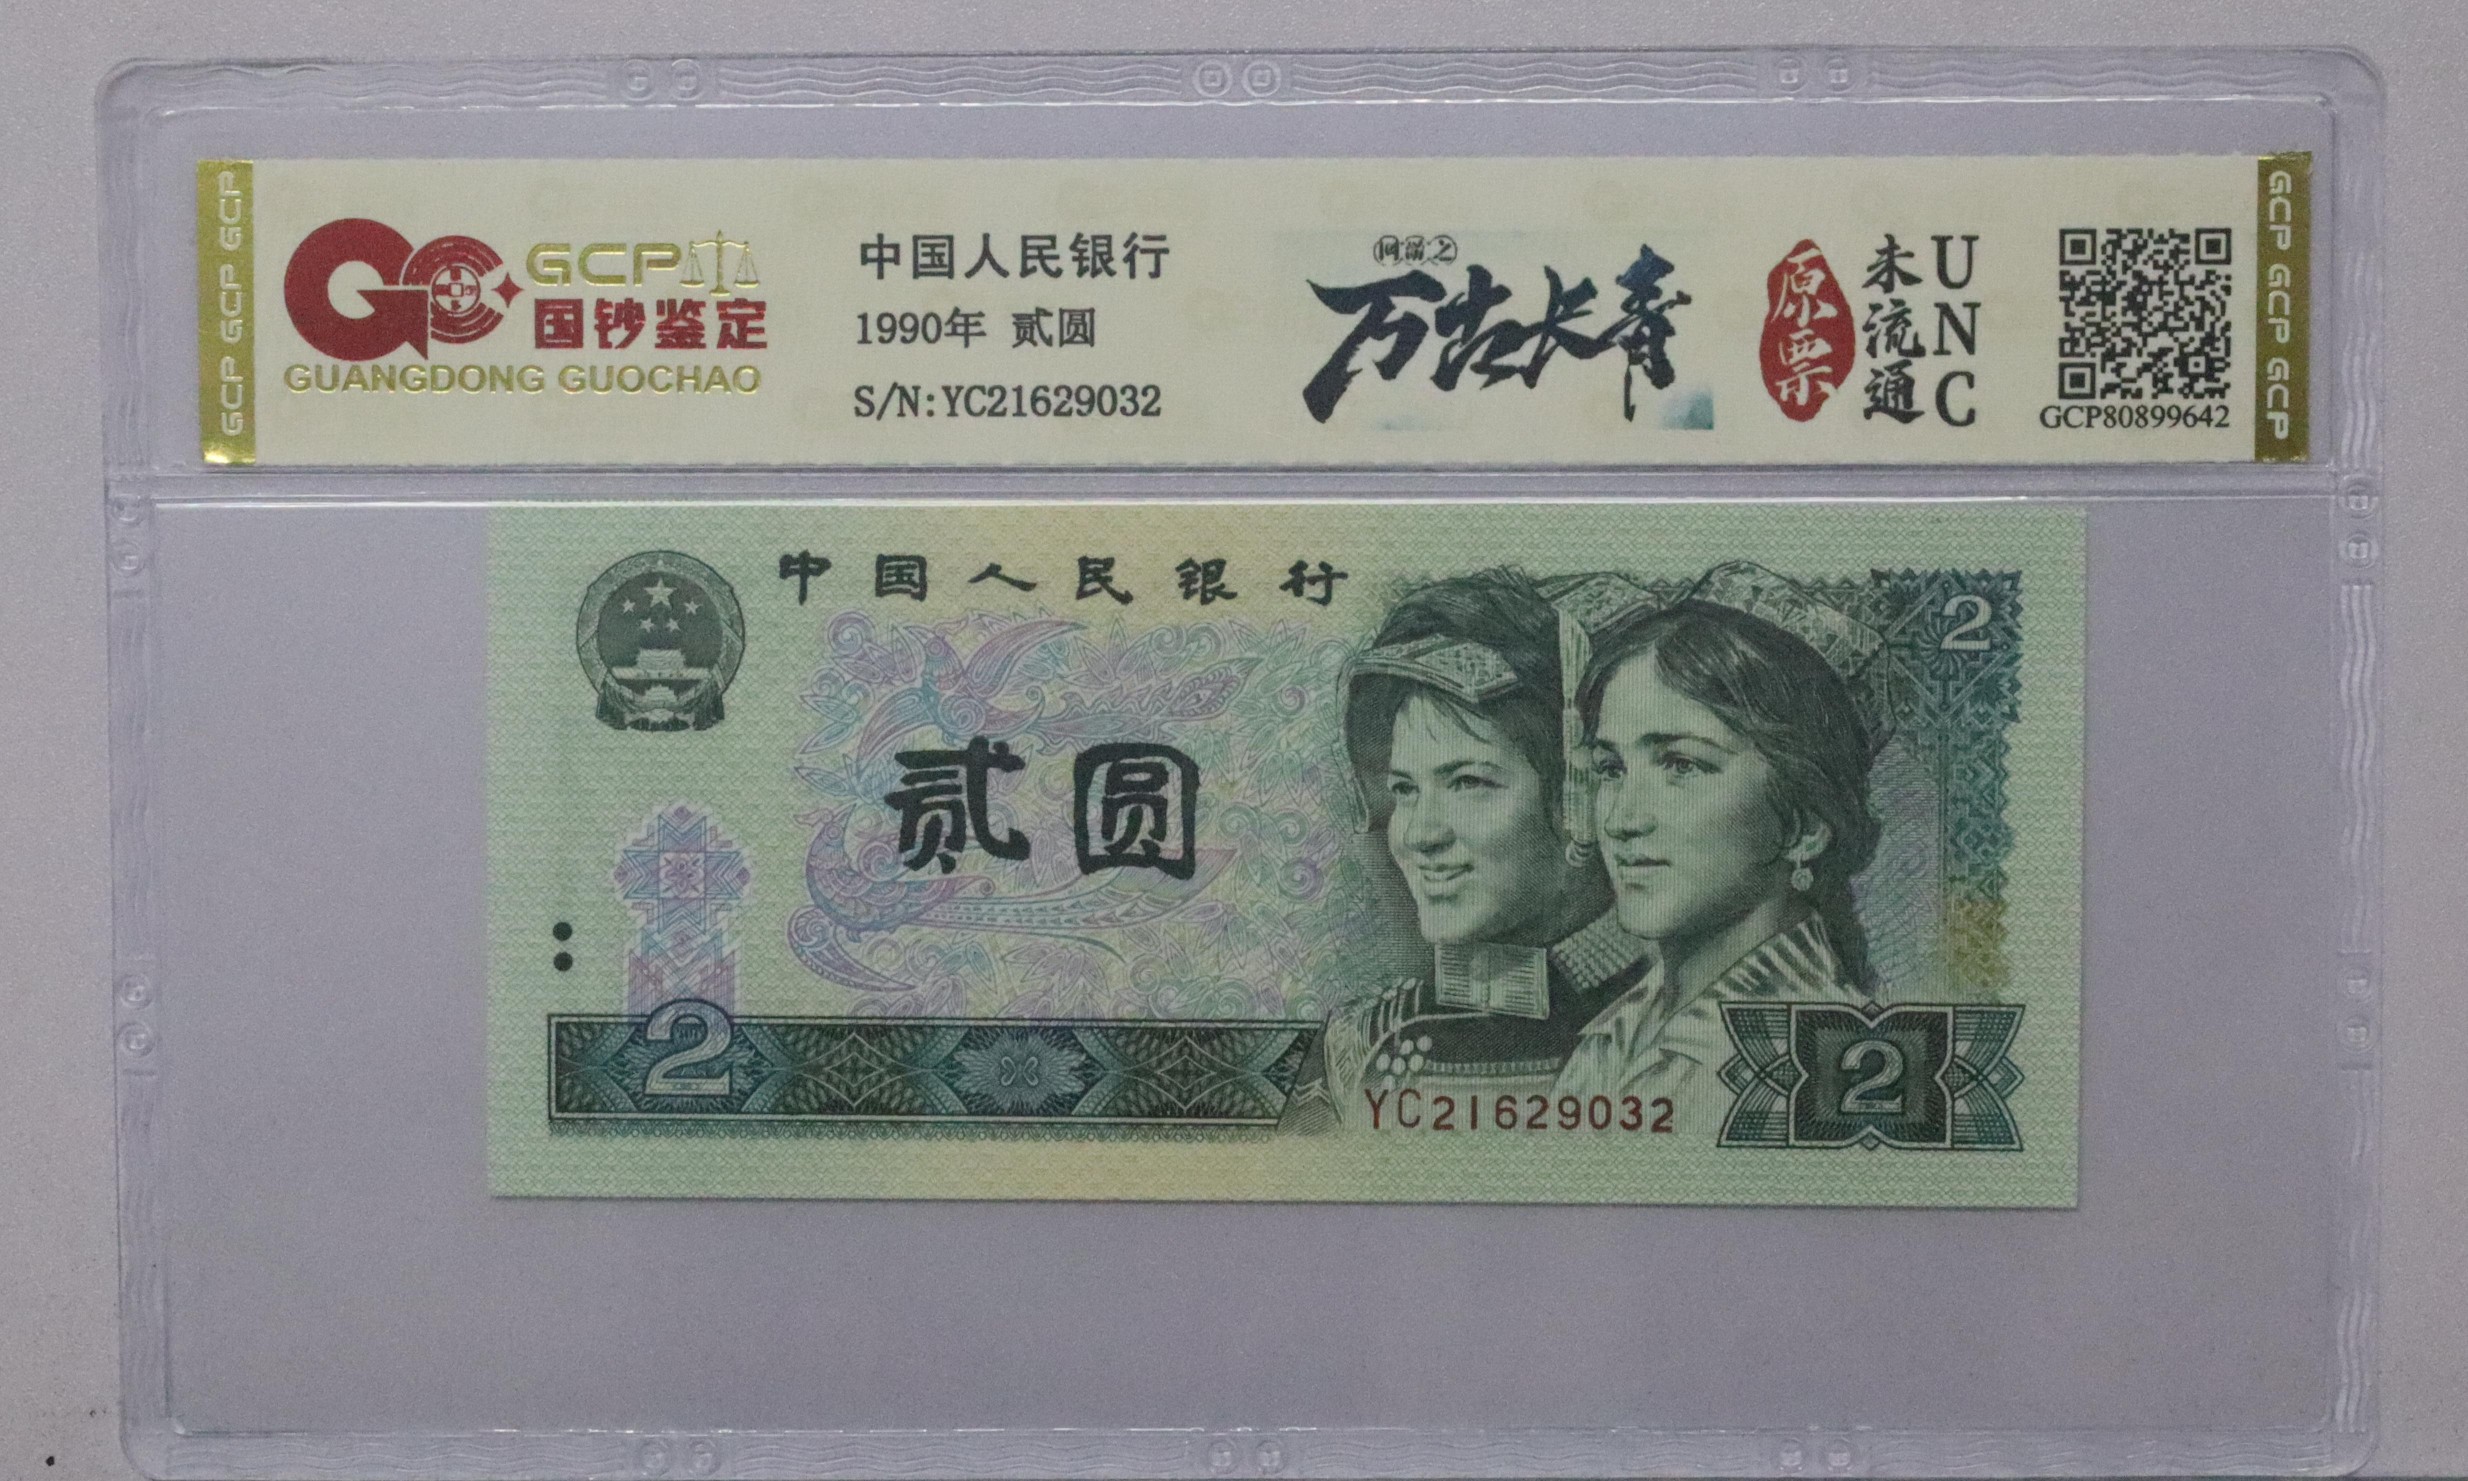 GCP GCP GCP
GCP
国钞鉴定
GUANGDONG GUOCHAO
中国人民银行
1990年 贰圆
S/N:YC21629032
万古长青
原票
未流通
UNC
GCP80899642
GCP GCP GCP
中国人民银行
2
贰圆
2
YC21629032
2